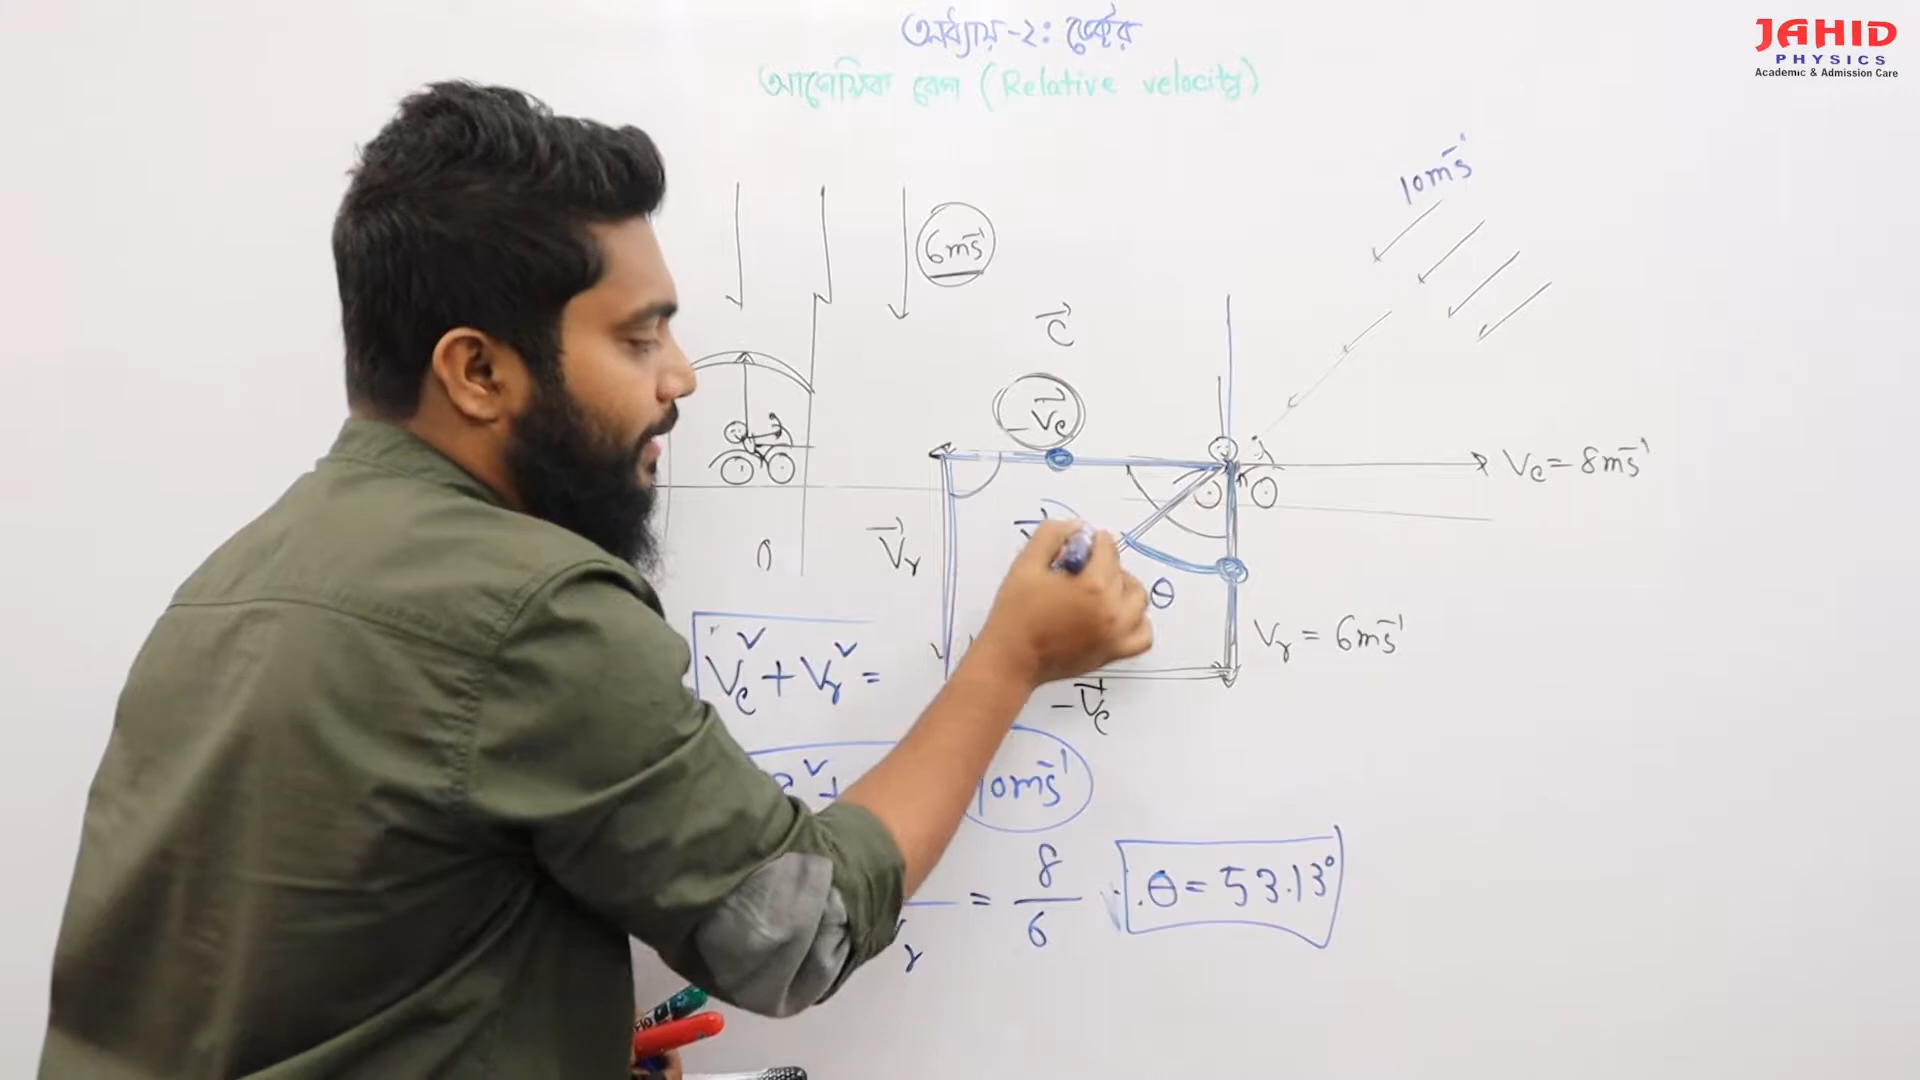 অধ্যায়-২: ভেক্টর
আপেক্ষিক বেগ (Relative velocity)
JAHID
PHYSICS
Academic & Admission Care
10ms⁻¹
6ms⁻¹
C⃗
-V⃗c
Vc = 8ms⁻¹
V⃗r
θ
Vr = 6ms⁻¹
Vc² + Vr² =
-V⃗c
10ms⁻¹
= 8/6 ∴ θ = 53.13°